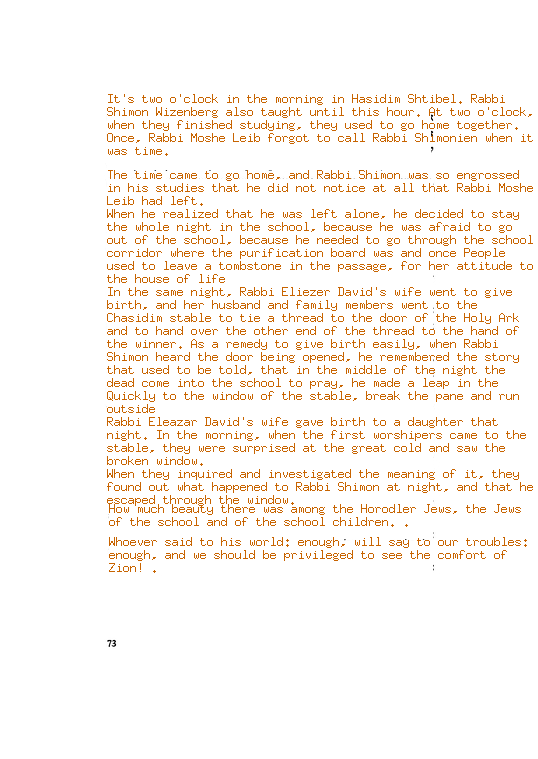 It's two o'clock in the morning in Hasidim Shtibel. Rabbi
Shimon Wizenberg also taught until this hour. At two o'clock,
when they finished studying, they used to go home together.
Once, Rabbi Moshe Leib forgot to call Rabbi Shimonien when it
was time.
The time came to go home, and Rabbi Shimon was so engrossed
in his studies that he did not notice at all that Rabbi Moshe
Leib had left.
When he realized that he was left alone, he decided to stay
the whole night in the school, because he was afraid to go
out of the school, because he needed to go through the school
corridor where the purification board was and once People
used to leave a tombstone in the passage, for her attitude to
the house of life
In the same night, Rabbi Eliezer David's wife went to give
birth, and her husband and family members went to the
Chasidim stable to tie a thread to the door of the Holy Ark
and to hand over the other end of the thread to the hand of
the winner. As a remedy to give birth easily, when Rabbi
Shimon heard the door being opened, he remembered the story
that used to be told, that in the middle of the night the
dead come into the school to pray, he made a leap in the
Quickly to the window of the stable, break the pane and run
outside
Rabbi Eleazar David's wife gave birth to a daughter that
night. In the morning, when the first worshipers came to the
stable, they were surprised at the great cold and saw the
broken window.
When they inquired and investigated the meaning of it, they
found out what happened to Rabbi Shimon at night, and that he
escaped through the window.
How much beauty there was among the Horodler Jews, the Jews
of the school and of the school children. .
Whoever said to his world: enough, will say to our troubles:
enough, and we should be privileged to see the comfort of
Zion! .
73